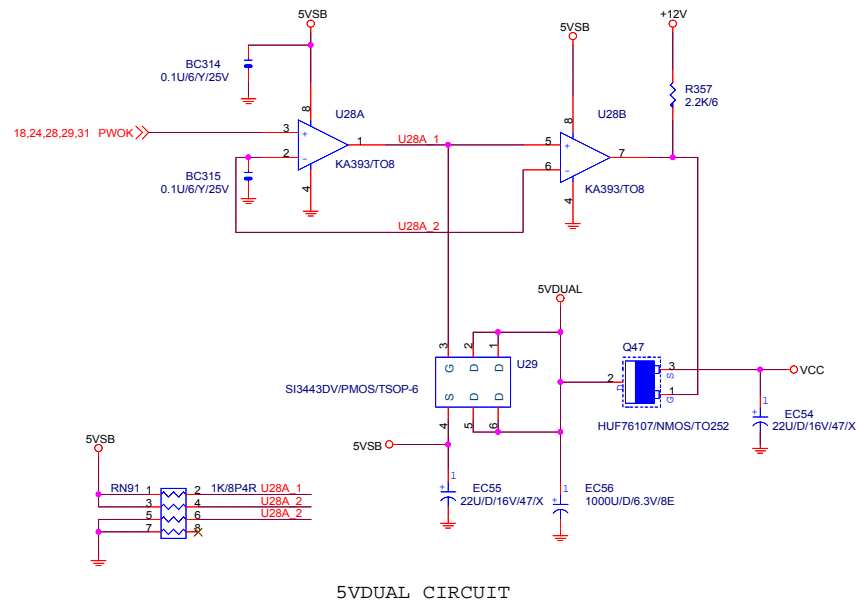 5VSB
+12V
5VSB
BC314
0.1U/6/Y/25V
R357
2.2K/6
8
U28A
8
U28B
18,24,28,29,31 PWOK
3
+
1
U28A_1
5
+
7
2
-
6
-
KA393/TO8
BC315
0.1U/6/Y/25V
4
4
KA393/TO8
U28A_2
5VDUAL
3
2
1
U29
Q47
G
D
D
2
D
3
S
VCC
SI3443DV/PMOS/TSOP-6
S
D
D
1
G
1
EC54
22U/D/16V/47/X
+
4
5
6
HUF76107/NMOS/TO252
5VSB
5VSB
1
EC55
22U/D/16V/47/X
+
1
EC56
1000U/D/6.3V/8E
+
RN91
1K/8P4R
1
2
U28A_1
3
4
U28A_2
5
6
U28A_2
7
8
5VDUAL CIRCUIT